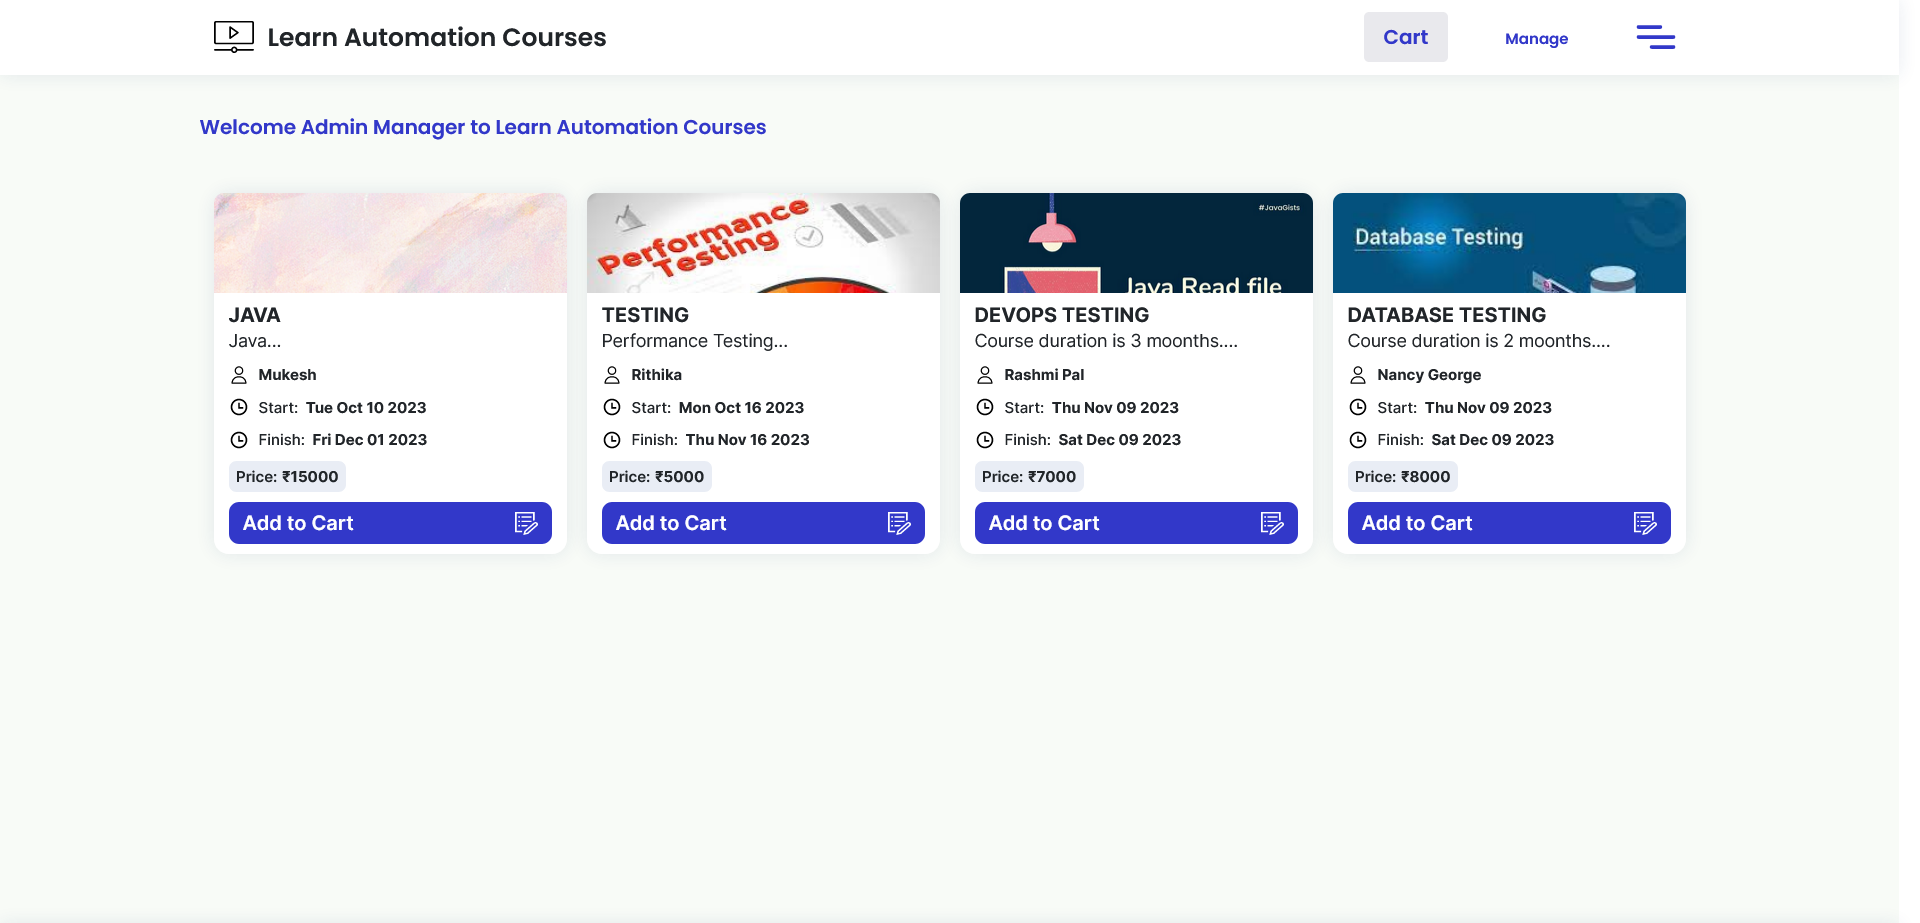 Learn Automation Courses
Cart
Manage
Welcome Admin Manager to Learn Automation Courses
Performance
Testing
#JavaGists
Java Read file
Database Testing
JAVA
Java...
Mukesh
Start: Tue Oct 10 2023
Finish: Fri Dec 01 2023
Price: ₹15000
Add to Cart
TESTING
Performance Testing...
Rithika
Start: Mon Oct 16 2023
Finish: Thu Nov 16 2023
Price: ₹5000
Add to Cart
DEVOPS TESTING
Course duration is 3 moonths....
Rashmi Pal
Start: Thu Nov 09 2023
Finish: Sat Dec 09 2023
Price: ₹7000
Add to Cart
DATABASE TESTING
Course duration is 2 moonths....
Nancy George
Start: Thu Nov 09 2023
Finish: Sat Dec 09 2023
Price: ₹8000
Add to Cart